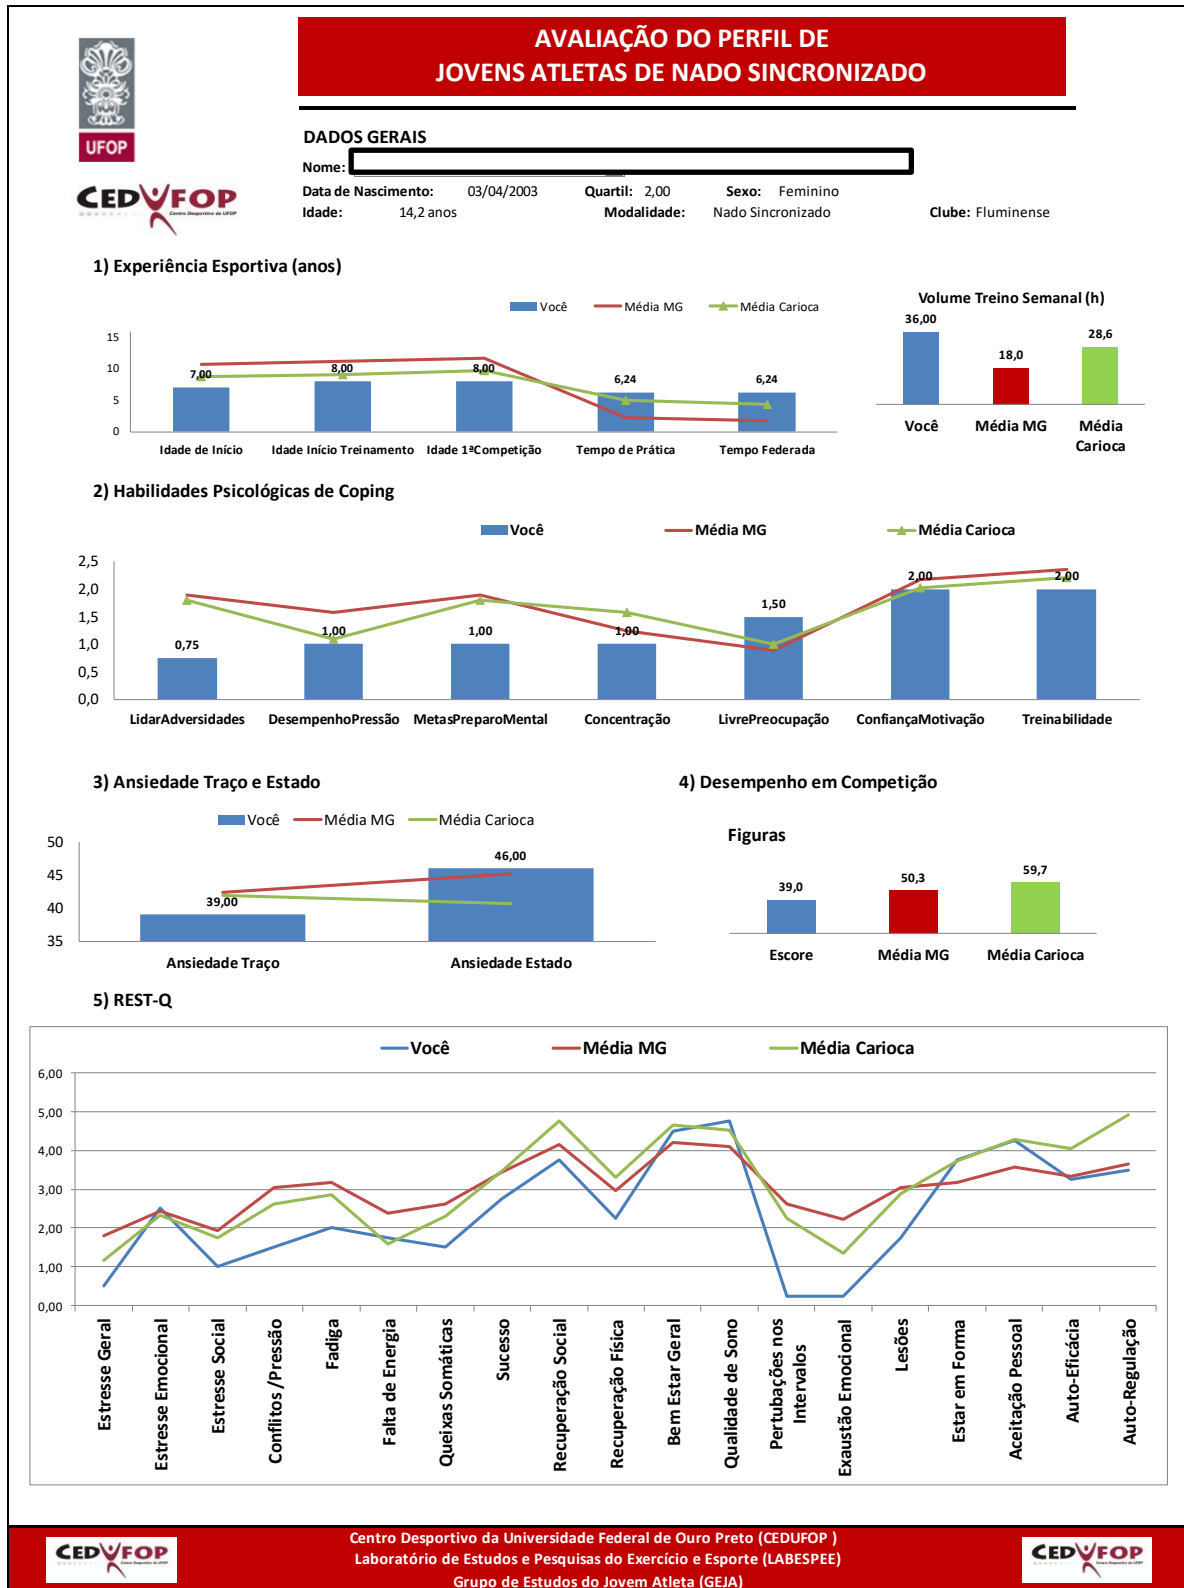 AVALIAÇÃO DO PERFIL DE
JOVENS ATLETAS DE NADO SINCRONIZADO
UFOP
CEDUFOP
Centro Desportivo da UFOP
DADOS GERAIS
Nome:
Data de Nascimento: 03/04/2003 Quartil: 2,00 Sexo: Feminino
Idade: 14,2 anos Modalidade: Nado Sincronizado Clube: Fluminense
1) Experiência Esportiva (anos)
Você Média MG Média Carioca
15
10
5
0
7,00 8,00 8,00 6,24 6,24
Idade de Início Idade Início Treinamento Idade 1ªCompetição Tempo de Prática Tempo Federada
Volume Treino Semanal (h)
36,00 18,0 28,6
Você Média MG Média
Carioca
2) Habilidades Psicológicas de Coping
Você Média MG Média Carioca
2,5
2,0
1,5
1,0
0,5
0,0
0,75 1,00 1,00 1,00 1,50 2,00 2,00
LidarAdversidades DesempenhoPressão MetasPreparoMental Concentração LivrePreocupação ConfiançaMotivação Treinabilidade
3) Ansiedade Traço e Estado
Você Média MG Média Carioca
50
45
40
35
39,00 46,00
Ansiedade Traço Ansiedade Estado
4) Desempenho em Competição
Figuras
39,0 50,3 59,7
Escore Média MG Média Carioca
5) REST-Q
Você Média MG Média Carioca
6,00
5,00
4,00
3,00
2,00
1,00
0,00
Estresse Geral
Estresse Emocional
Estresse Social
Conflitos /Pressão
Fadiga
Falta de Energia
Queixas Somáticas
Sucesso
Recuperação Social
Recuperação Física
Bem Estar Geral
Qualidade de Sono
Pertubações nos
Intervalos
Exaustão Emocional
Lesões
Estar em Forma
Aceitação Pessoal
Auto-Eficácia
Auto-Regulação
CEDUFOP
Centro Desportivo da UFOP
Centro Desportivo da Universidade Federal de Ouro Preto (CEDUFOP )
Laboratório de Estudos e Pesquisas do Exercício e Esporte (LABESPEE)
Grupo de Estudos do Jovem Atleta (GEJA)
CEDUFOP
Centro Desportivo da UFOP